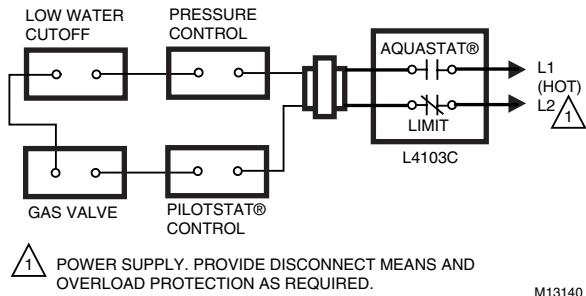 LOW WATER
CUTOFF
PRESSURE
CONTROL
AQUASTAT®
L1
(HOT)
L2
1
LIMIT
L4103C
GAS VALVE
PILOTSTAT®
CONTROL
1 POWER SUPPLY. PROVIDE DISCONNECT MEANS AND
OVERLOAD PROTECTION AS REQUIRED.
M13140